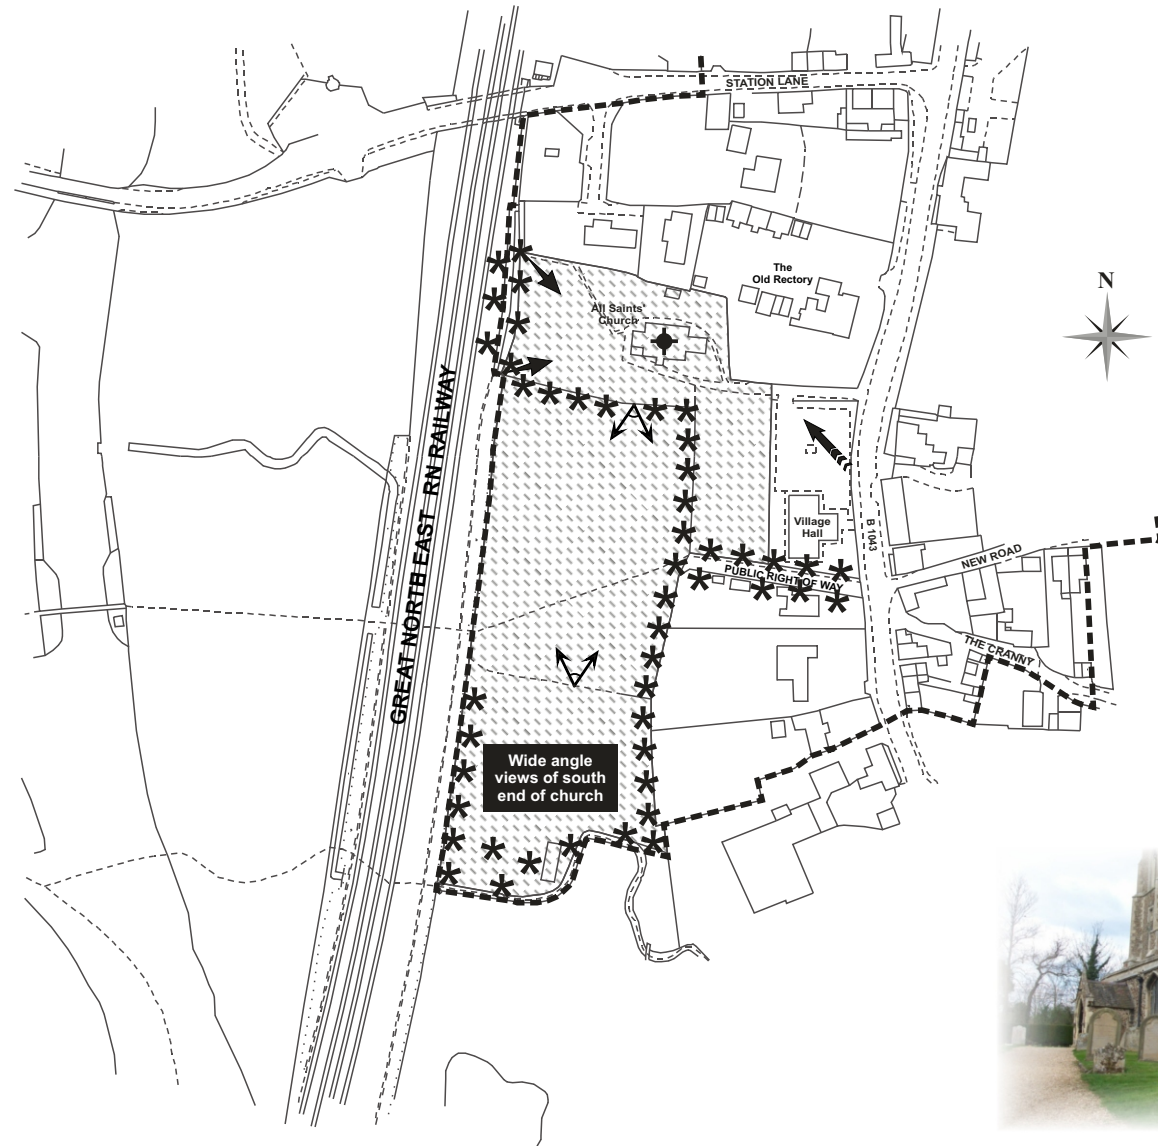 STATION LANE
The
Old Rectory
All Saints'
Church
N
GREAT NORTH EAST RN RAILWAY
B 1043
Village
Hall
NEW ROAD
PUBLIC RIGHT OF WAY
THE CRANNY
Wide angle
views of south
end of church